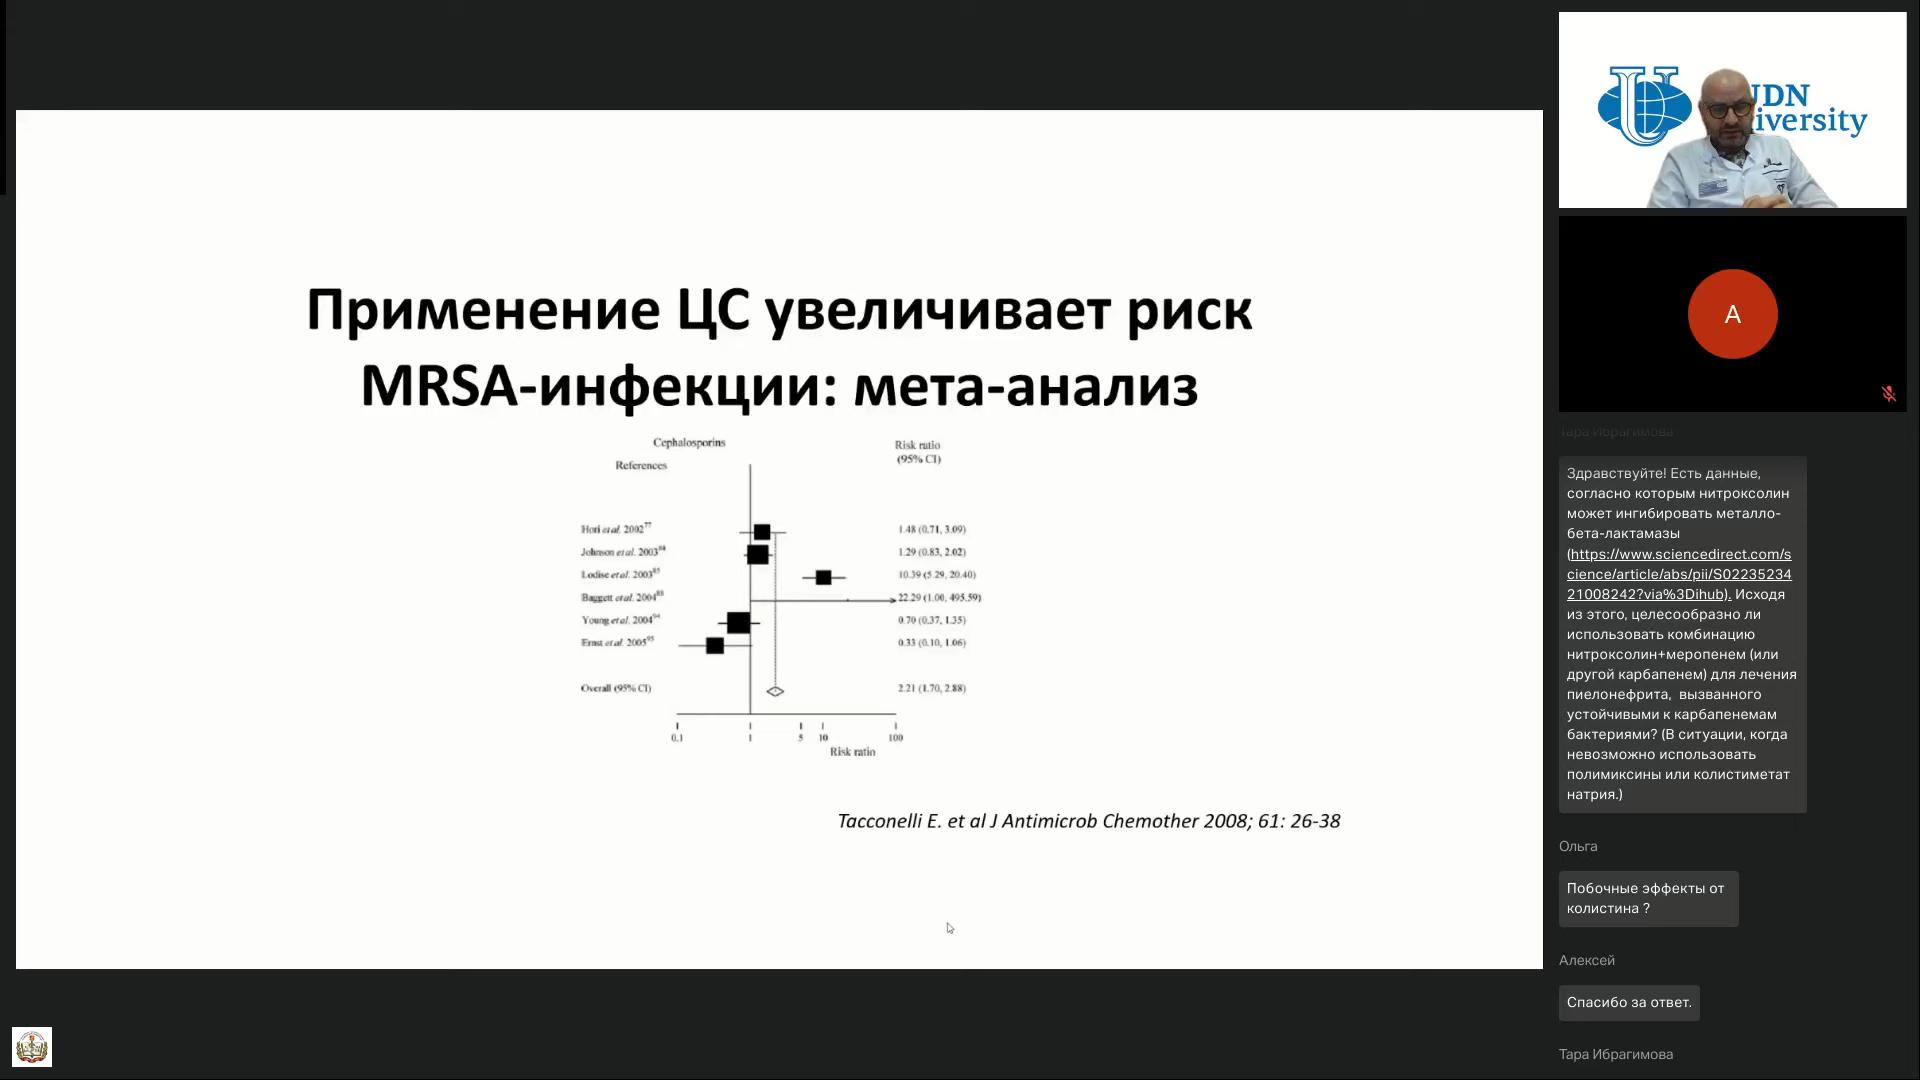 Применение ЦС увеличивает риск
MRSA-инфекции: мета-анализ
Cephalosporins
Risk ratio
(95% CI)
References
Hori et al. 2002⁷⁷ 1.48 (0.71, 3.09)
Johnson et al. 2003⁸⁴ 1.29 (0.83, 2.02)
Lodise et al. 2003⁸⁵ 10.39 (5.29, 20.40)
Baggett et al. 2004⁸⁸ 22.29 (1.00, 495.59)
Young et al. 2004⁹⁴ 0.70 (0.37, 1.35)
Ernst et al. 2005⁹⁵ 0.33 (0.10, 1.06)
Overall (95% CI) 2.21 (1.70, 2.88)
0.1 1 5 10 100
Risk ratio
Tacconelli E. et al J Antimicrob Chemother 2008; 61: 26-38
JDN
iversity
A
Тара Ибрагимова
Здравствуйте! Есть данные,
согласно которым нитроксолин
может ингибировать металло-
бета-лактамазы
(https://www.sciencedirect.com/s
cience/article/abs/pii/S02235234
21008242?via%3Dihub). Исходя
из этого, целесообразно ли
использовать комбинацию
нитроксолин+меропенем (или
другой карбапенем) для лечения
пиелонефрита, вызванного
устойчивыми к карбапенемам
бактериями? (В ситуации, когда
невозможно использовать
полимиксины или колистиметат
натрия.)
Ольга
Побочные эффекты от
колистина ?
Алексей
Спасибо за ответ.
Тара Ибрагимова